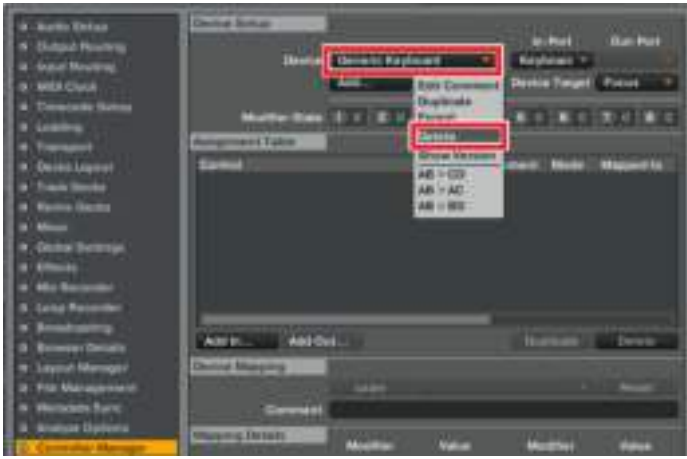 Audio Setup
Output Routing
Input Routing
MIDI Clock
Timecode Setup
Loading
Transport
Decks Layout
Track Decks
Remix Decks
Mixer
Global Settings
Effects
Mix Recorder
Loop Recorder
Broadcasting
Browser Details
Layout Manager
File Management
Metadata Sync
Analyze Options
Controller Manager
Device Setup
In-Port Out-Port
Device Generic Keyboard Keyboard
Add... Device Target Focus
Edit Comment
Duplicate
Delete
Show Version
AB > CD
AB > AC
AB > BD
Modifier State
Assignment Table
Control Mode Mapped to
Add In... Add Out... Duplicate Delete
Device Mapping
Learn Reset
Comment
Mapping Details
Modifier Value Modifier Value